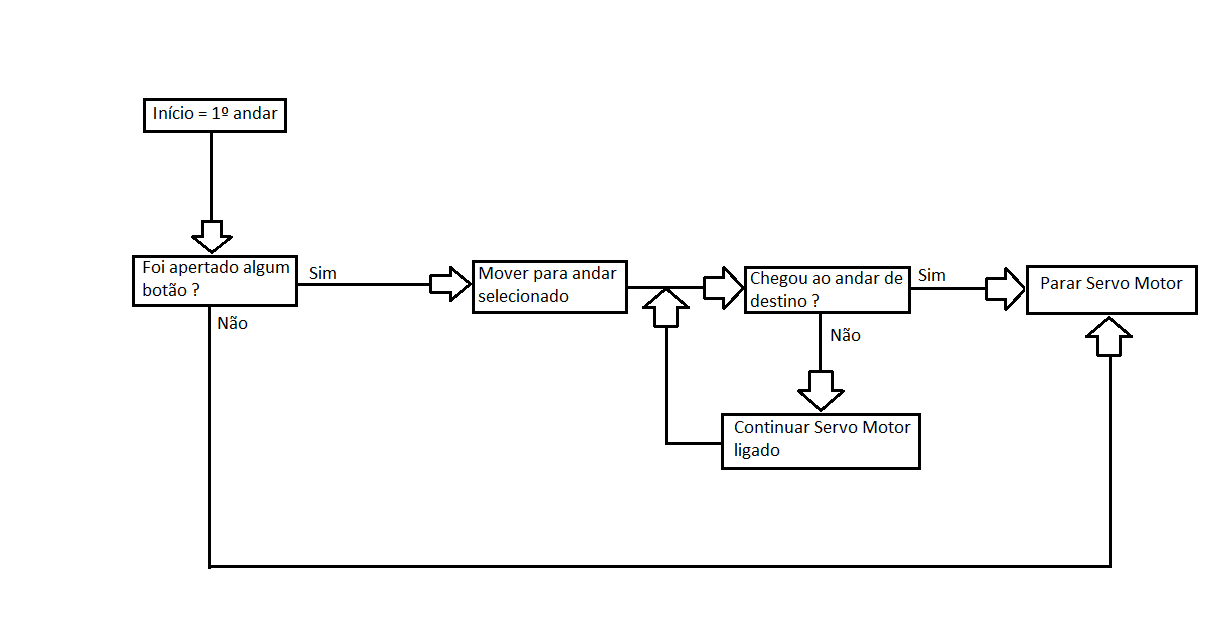 Início = 1º andar
Foi apertado algum
botão ?
Sim
Não
Mover para andar
selecionado
Chegou ao andar de
destino ?
Sim
Não
Continuar Servo Motor
ligado
Parar Servo Motor